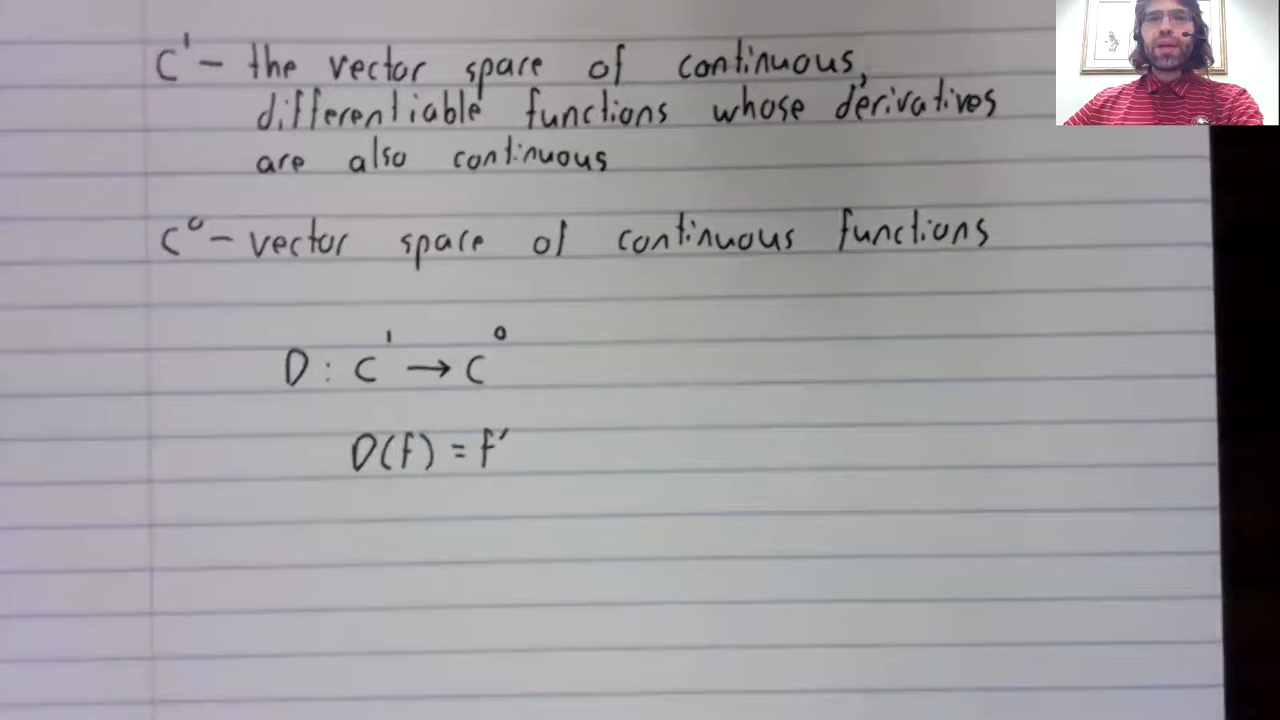 C¹ – the vector space of continuous,
differentiable functions whose derivatives
are also continuous
C⁰ – vector space of continuous functions
D : C¹ → C⁰
D(f) = f′